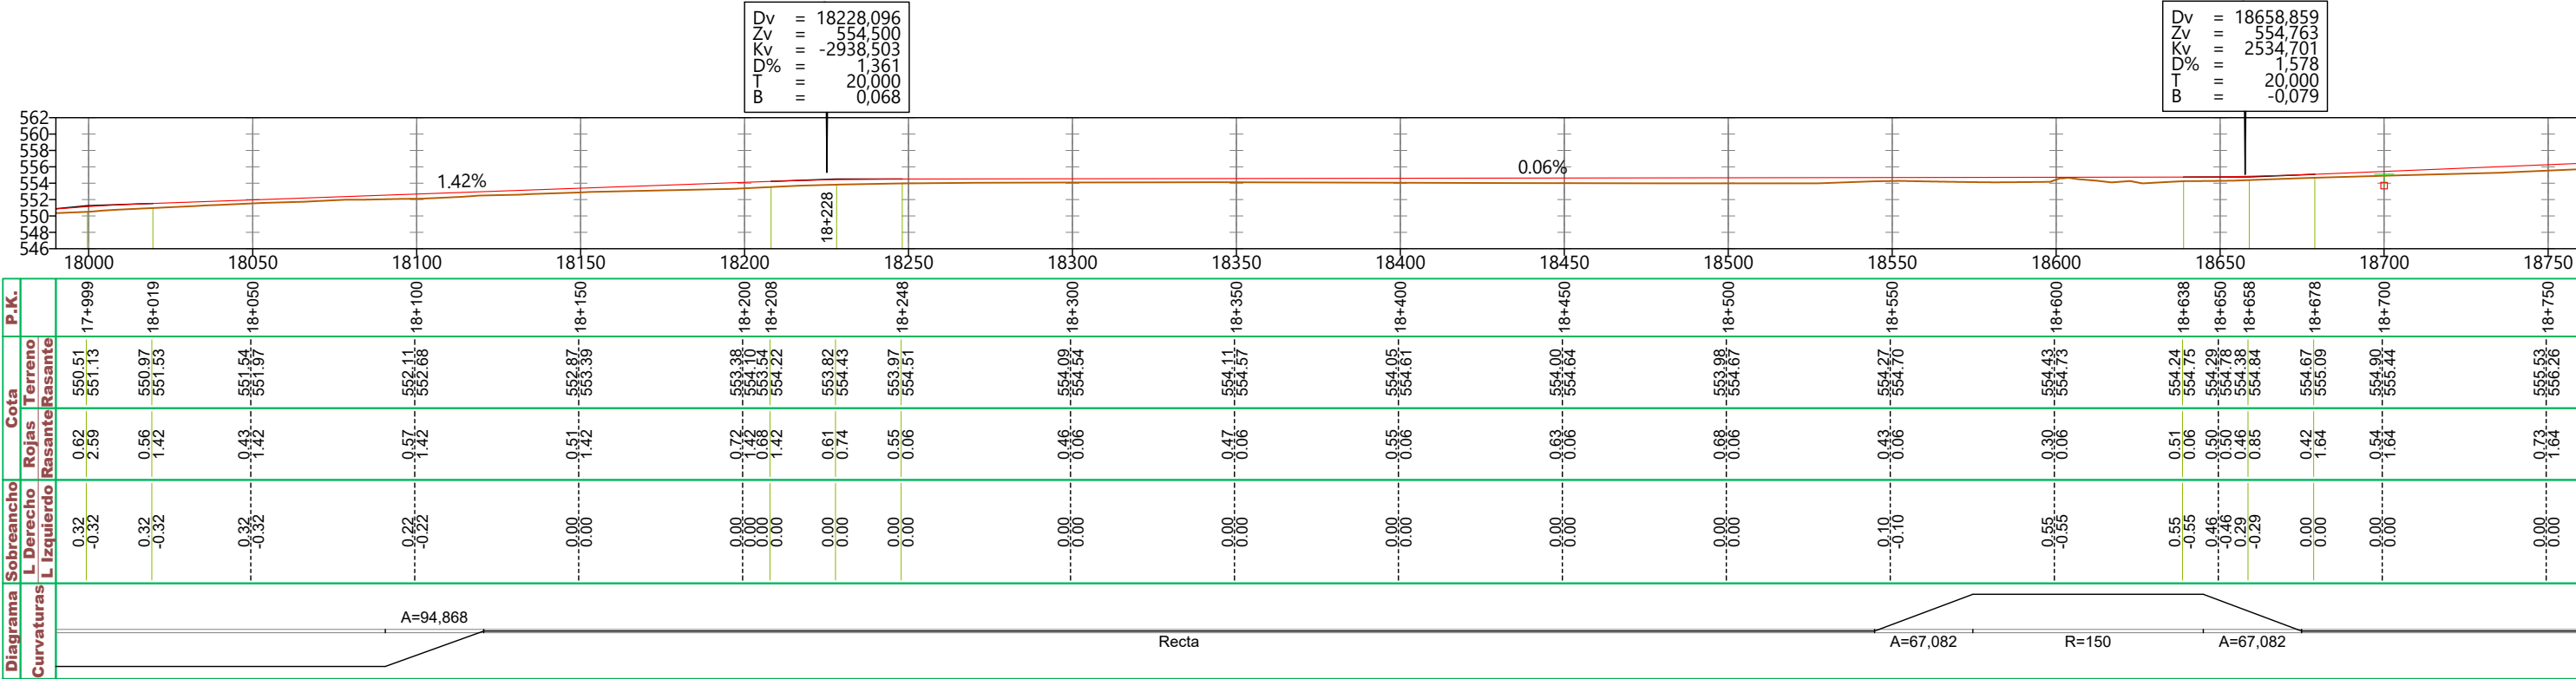 Dv = 18228,096
Zv = 554,500
Kv = -2938,503
D% = 1,361
T = 20,000
B = 0,068
Dv = 18658,859
Zv = 554,763
Kv = 2534,701
D% = 1,578
T = 20,000
B = -0,079
562
560
558
556
554
552
550
548
546
1.42%
0.06%
18+228
18000 18050 18100 18150 18200 18250 18300 18350 18400 18450 18500 18550 18600 18650 18700 18750
P.K.
17+999 18+019 18+050 18+100 18+150 18+200 18+208 18+248 18+300 18+350 18+400 18+450 18+500 18+550 18+600 18+638 18+650 18+658 18+678 18+700 18+750
Cota
Terreno
550.51 550.97 551.54 552.11 552.87 553.38 553.54 553.82 553.97 554.09 554.11 554.05 554.00 553.98 554.27 554.43 554.24 554.29 554.38 554.67 554.90 555.53
Rasante
551.13 551.53 551.97 552.68 553.39 554.10 554.22 554.43 554.51 554.54 554.57 554.61 554.64 554.67 554.70 554.73 554.75 554.78 554.84 555.09 555.44 556.26
Rojas
0.62 0.56 0.43 0.57 0.51 0.72 0.68 0.61 0.55 0.46 0.47 0.55 0.63 0.68 0.43 0.30 0.51 0.50 0.46 0.42 0.54 0.73
Rasante
2.59 1.42 1.42 1.42 1.42 1.42 1.42 0.74 0.06 0.06 0.06 0.06 0.06 0.06 0.06 0.06 0.06 0.50 0.85 1.64 1.64 1.64
Sobreancho
L Derecho
0.32 0.32 0.32 0.22 0.00 0.00 0.00 0.00 0.00 0.00 0.00 0.00 0.00 0.00 0.10 0.55 0.55 0.46 0.29 0.00 0.00 0.00
L Izquierdo
-0.32 -0.32 -0.32 -0.22 0.00 0.00 0.00 0.00 0.00 0.00 0.00 0.00 0.00 0.00 -0.10 -0.55 -0.55 -0.46 -0.29 0.00 0.00 0.00
Diagrama
Curvaturas
A=94,868
Recta
A=67,082
R=150
A=67,082